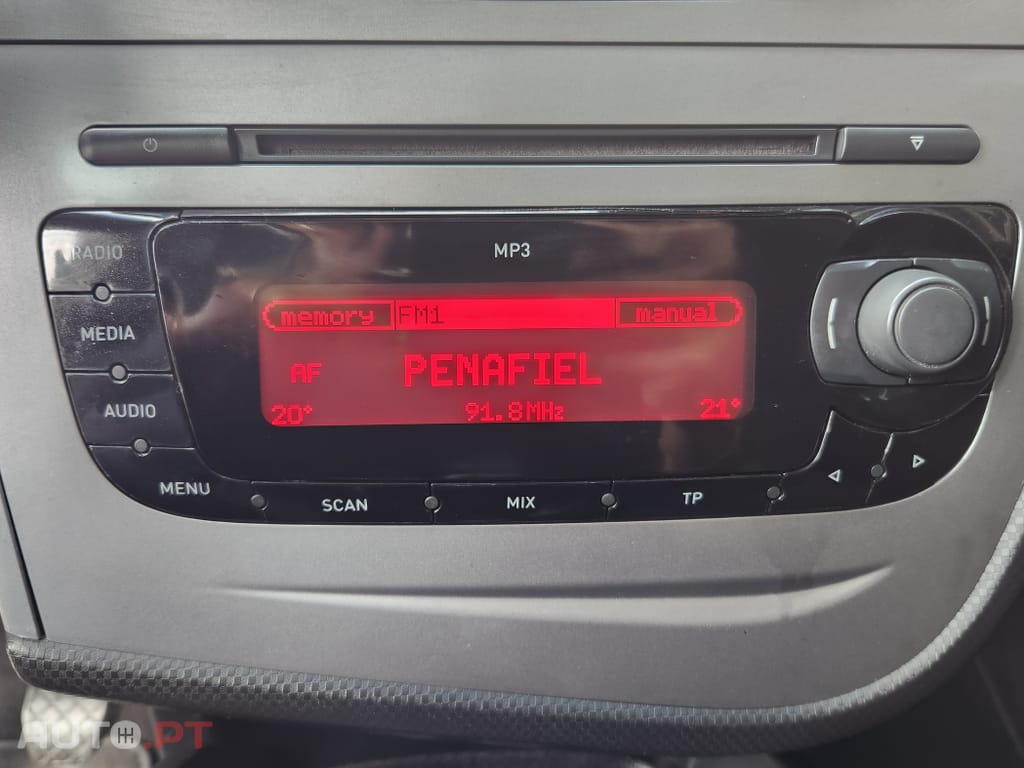 MP3
RADIO
memory FM1 manual
MEDIA
AF PENAFIEL
AUDIO
20° 91.8MHz 21°
MENU
SCAN MIX TP
AUTO.PT